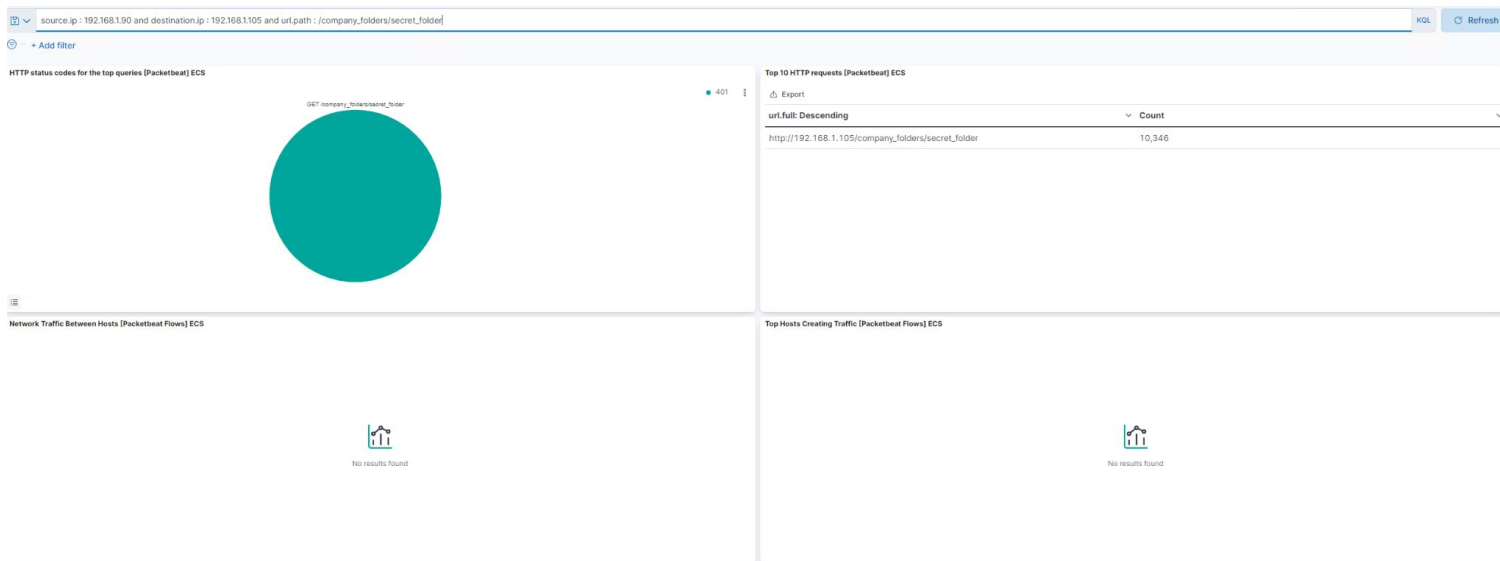 source.ip : 192.168.1.90 and destination.ip : 192.168.1.105 and url.path : /company_folders/secret_folder
KQL
Refresh
+ Add filter
HTTP status codes for the top queries [Packetbeat] ECS
401
GET /company_folders/secret_folder
Top 10 HTTP requests [Packetbeat] ECS
Export
url.full: Descending
Count
http://192.168.1.105/company_folders/secret_folder
10,346
Network Traffic Between Hosts [Packetbeat Flows] ECS
No results found
Top Hosts Creating Traffic [Packetbeat Flows] ECS
No results found